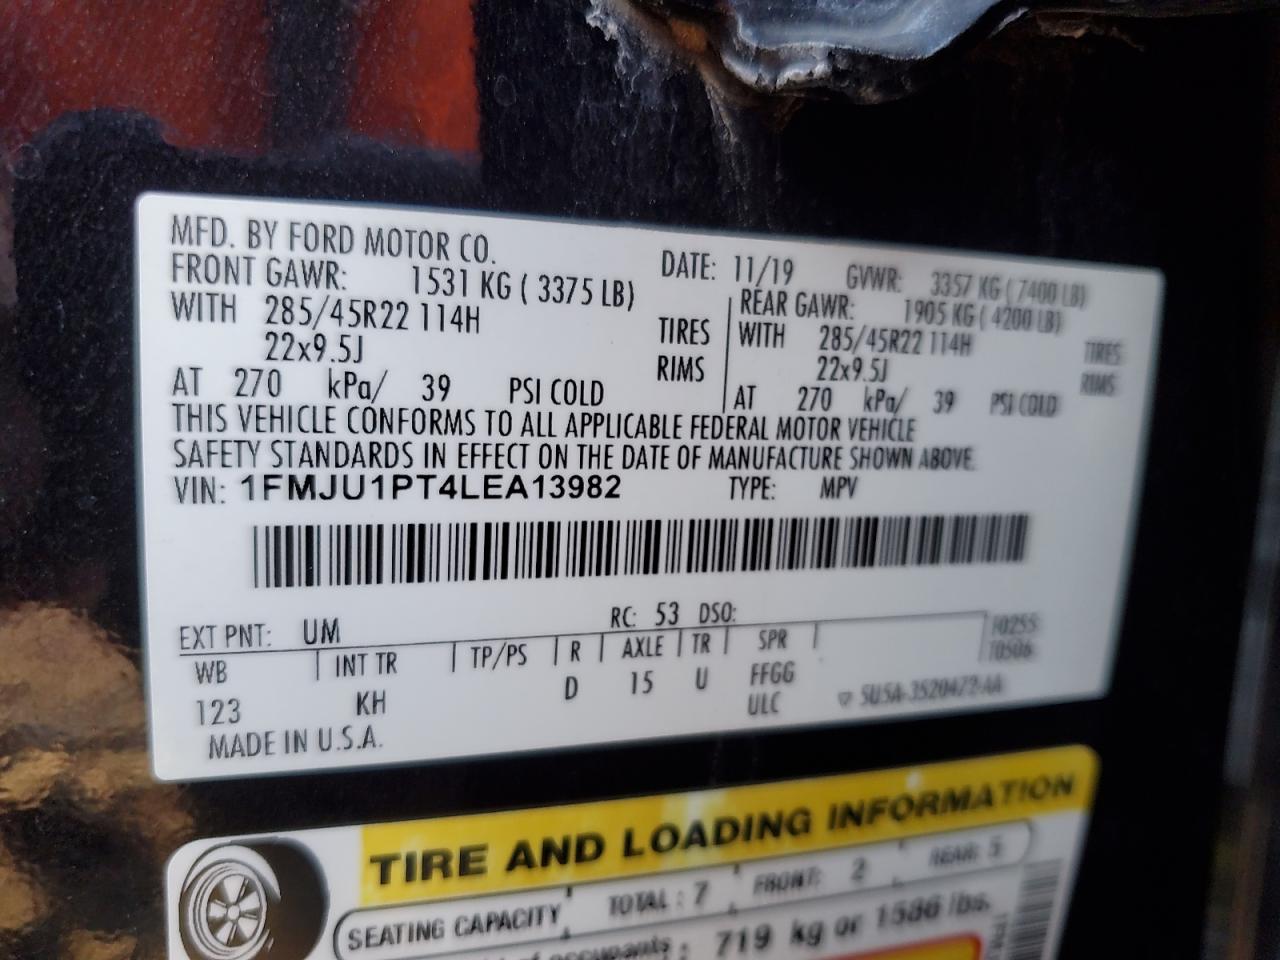 MFD. BY FORD MOTOR CO.
DATE: 11/19 GVWR: 3357 KG ( 7400 LB)
FRONT GAWR: 1531 KG ( 3375 LB)
WITH 285/45R22 114H TIRES
22x9.5J RIMS
AT 270 kPa/ 39 PSI COLD
REAR GAWR: 1905 KG ( 4200 LB)
WITH 285/45R22 114H TIRES
22x9.5J RIMS
AT 270 kPa/ 39 PSI COLD
THIS VEHICLE CONFORMS TO ALL APPLICABLE FEDERAL MOTOR VEHICLE
SAFETY STANDARDS IN EFFECT ON THE DATE OF MANUFACTURE SHOWN ABOVE.
VIN: 1FMJU1PT4LEA13982 TYPE: MPV
EXT PNT: UM RC: 53 DSO:
WB INT TR TP/PS R AXLE TR SPR
123 KH D 15 U FFGG
ULC
MADE IN U.S.A.
TIRE AND LOADING INFORMATION
SEATING CAPACITY TOTAL : 7 FRONT: 2 REAR: 5
719 kg or 1586 lbs.